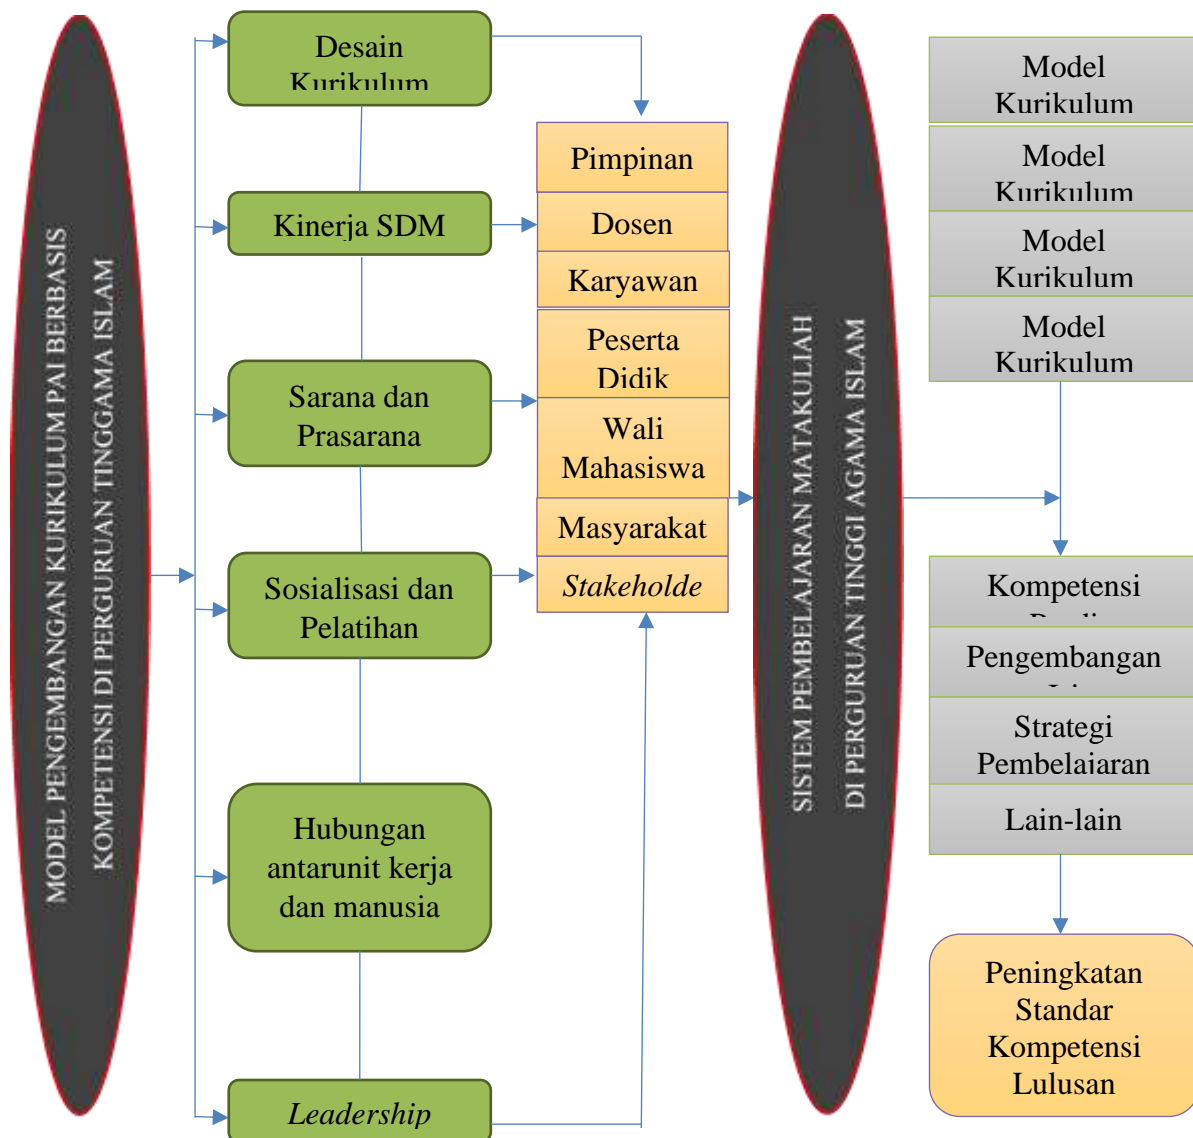 MODEL PENGEMBANGAN KURIKULUM PAI BERBASIS
KOMPETENSI DI PERGURUAN TINGGAMA ISLAM
Desain
Kurikulum
Kinerja SDM
Sarana dan
Prasarana
Sosialisasi dan
Pelatihan
Hubungan
antarunit kerja
dan manusia
Leadership
Pimpinan
Dosen
Karyawan
Peserta
Didik
Wali
Mahasiswa
Masyarakat
Stakeholde
SISTEM PEMBELAJARAN MATAKULIAH
DI PERGURUAN TINGGI AGAMA ISLAM
Model
Kurikulum
Model
Kurikulum
Model
Kurikulum
Model
Kurikulum
Kompetensi
Pengembangan
Strategi
Pembelajaran
Lain-lain
Peningkatan
Standar
Kompetensi
Lulusan